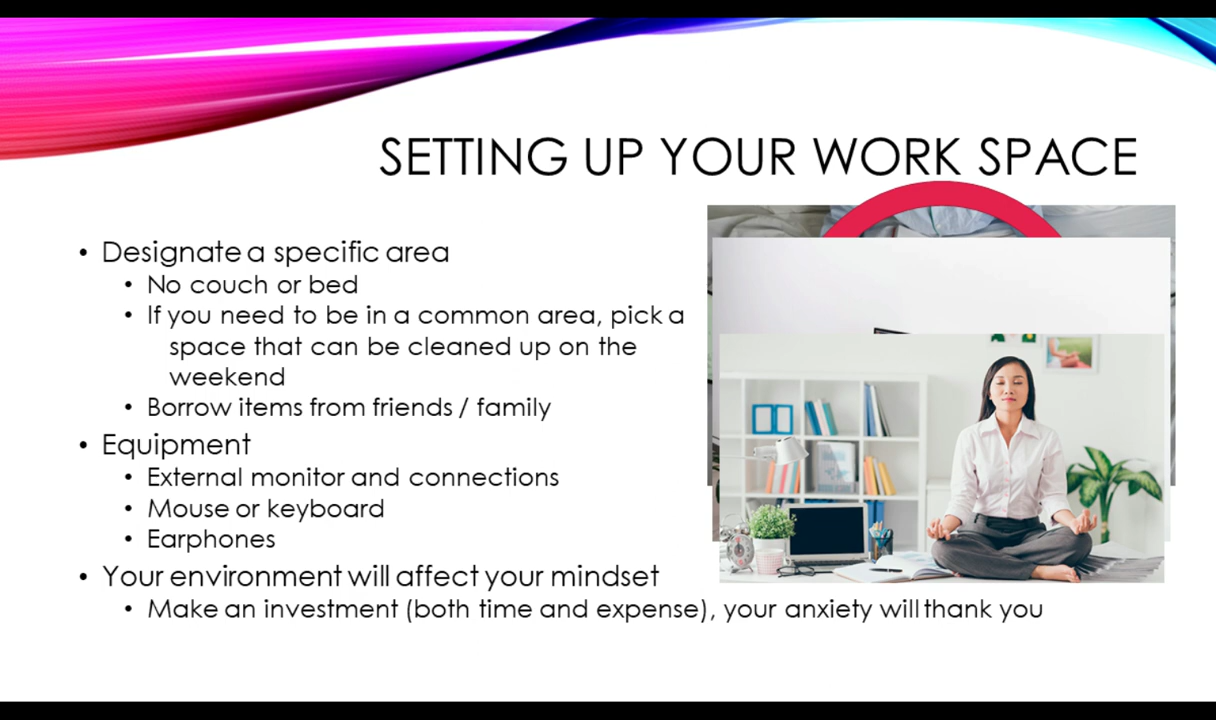 SETTING UP YOUR WORK SPACE
• Designate a specific area
• No couch or bed
• If you need to be in a common area, pick a
space that can be cleaned up on the
weekend
• Borrow items from friends / family
• Equipment
• External monitor and connections
• Mouse or keyboard
• Earphones
• Your environment will affect your mindset
• Make an investment (both time and expense), your anxiety will thank you